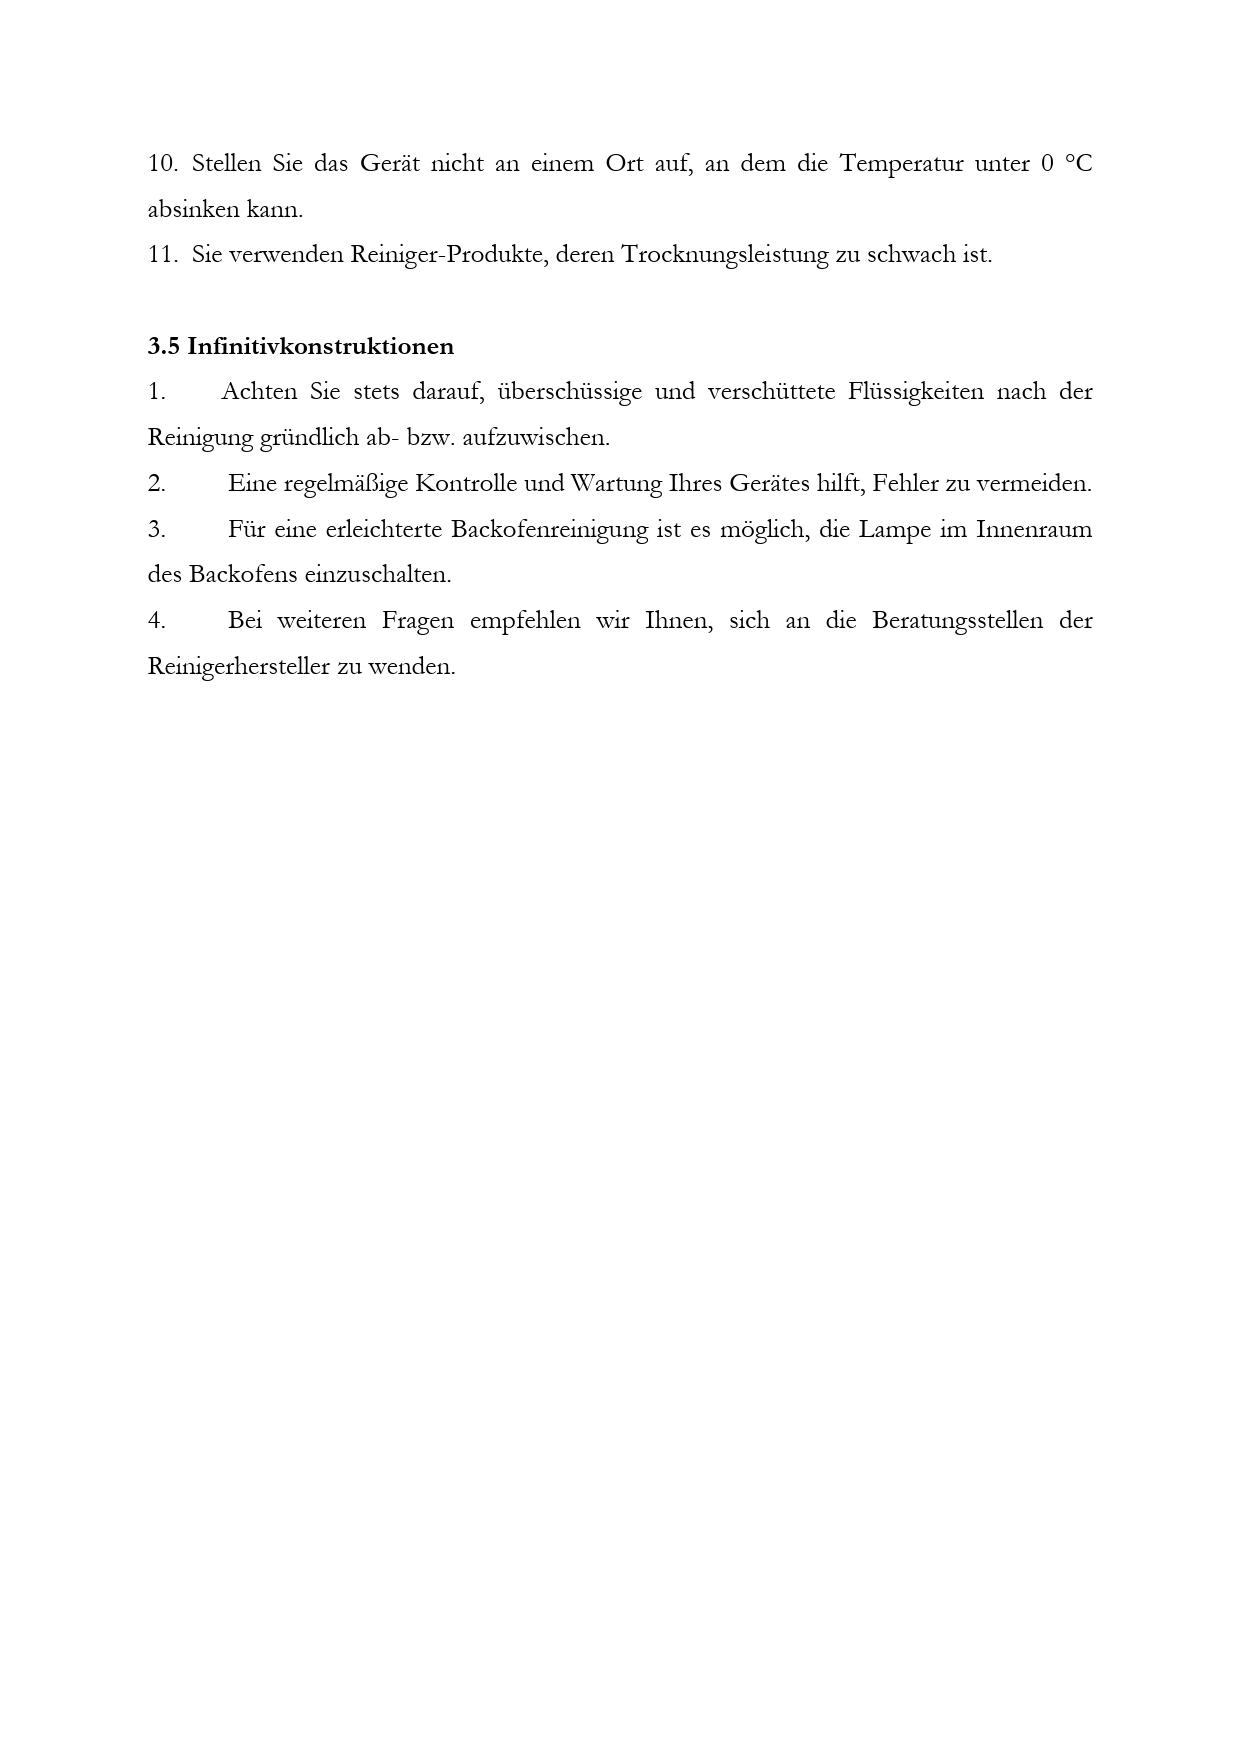 10. Stellen Sie das Gerät nicht an einem Ort auf, an dem die Temperatur unter 0 °C
absinken kann.
11. Sie verwenden Reiniger-Produkte, deren Trocknungsleistung zu schwach ist.
3.5 Infinitivkonstruktionen
1. Achten Sie stets darauf, überschüssige und verschüttete Flüssigkeiten nach der
Reinigung gründlich ab- bzw. aufzuwischen.
2. Eine regelmäßige Kontrolle und Wartung Ihres Gerätes hilft, Fehler zu vermeiden.
3. Für eine erleichterte Backofenreinigung ist es möglich, die Lampe im Innenraum
des Backofens einzuschalten.
4. Bei weiteren Fragen empfehlen wir Ihnen, sich an die Beratungsstellen der
Reinigerhersteller zu wenden.